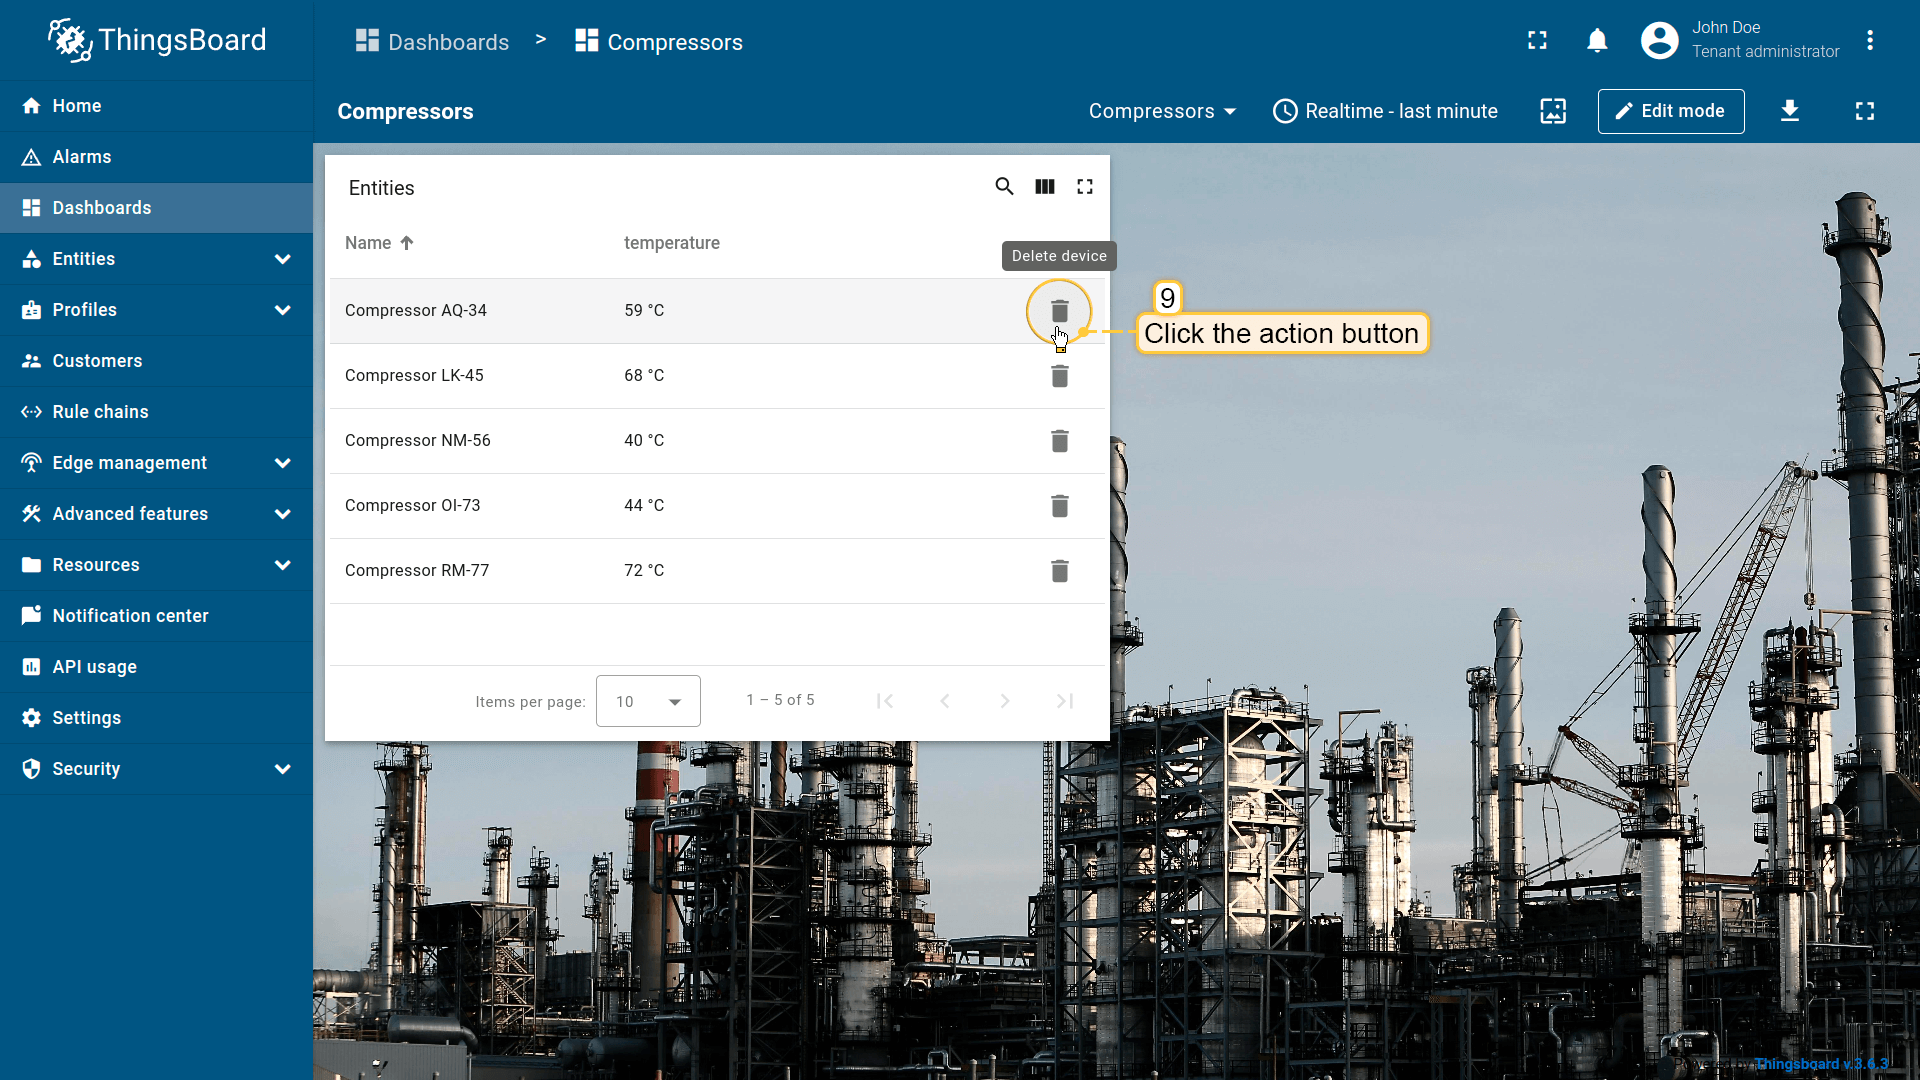 ThingsBoard
Dashboards > Compressors
John Doe
Tenant administrator
Home
Alarms
Dashboards
Entities
Profiles
Customers
Rule chains
Edge management
Advanced features
Resources
Notification center
API usage
Settings
Security
Compressors
Compressors
Realtime - last minute
Edit mode
Entities
Name temperature
Delete device
Compressor AQ-34 59 °C
Compressor LK-45 68 °C
Compressor NM-56 40 °C
Compressor OI-73 44 °C
Compressor RM-77 72 °C
9
Click the action button
Items per page: 10 1 – 5 of 5
Powered by Thingsboard v.3.6.3